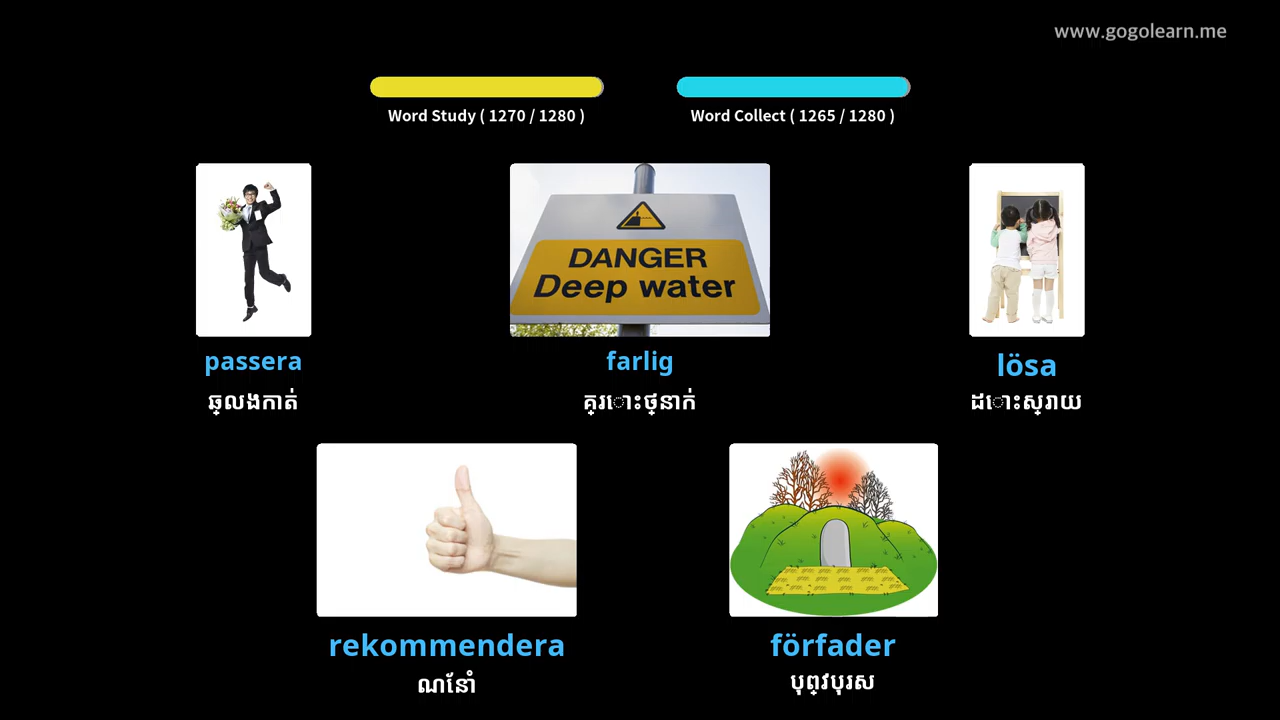 www.gogolearn.me
Word Study ( 1270 / 1280 )
Word Collect ( 1265 / 1280 )
DANGER
Deep water
passera
farlig
lösa
ឆ្លងកាត់
គ្រោះថ្នាក់
ដោះស្រាយ
rekommendera
förfader
ណែនាំ
បុព្វបុរស